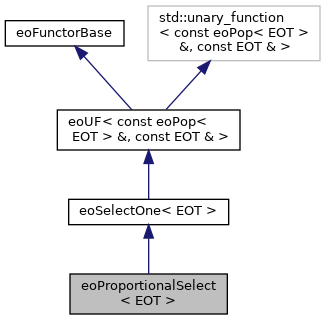 eoFunctorBase
std::unary_function
< const eoPop< EOT >
&, const EOT & >
eoUF< const eoPop<
EOT > &, const EOT & >
eoSelectOne< EOT >
eoProportionalSelect
< EOT >